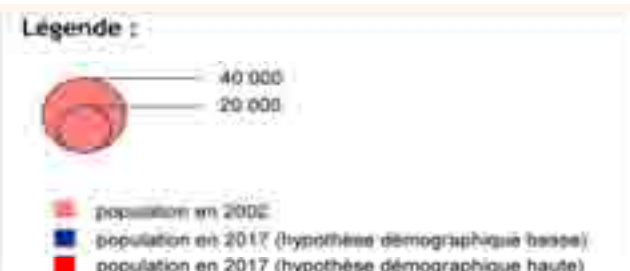 Légende :
40 000
20 000
population en 2002
population en 2017 (hypothèse démographique basse)
population en 2017 (hypothèse démographique haute)